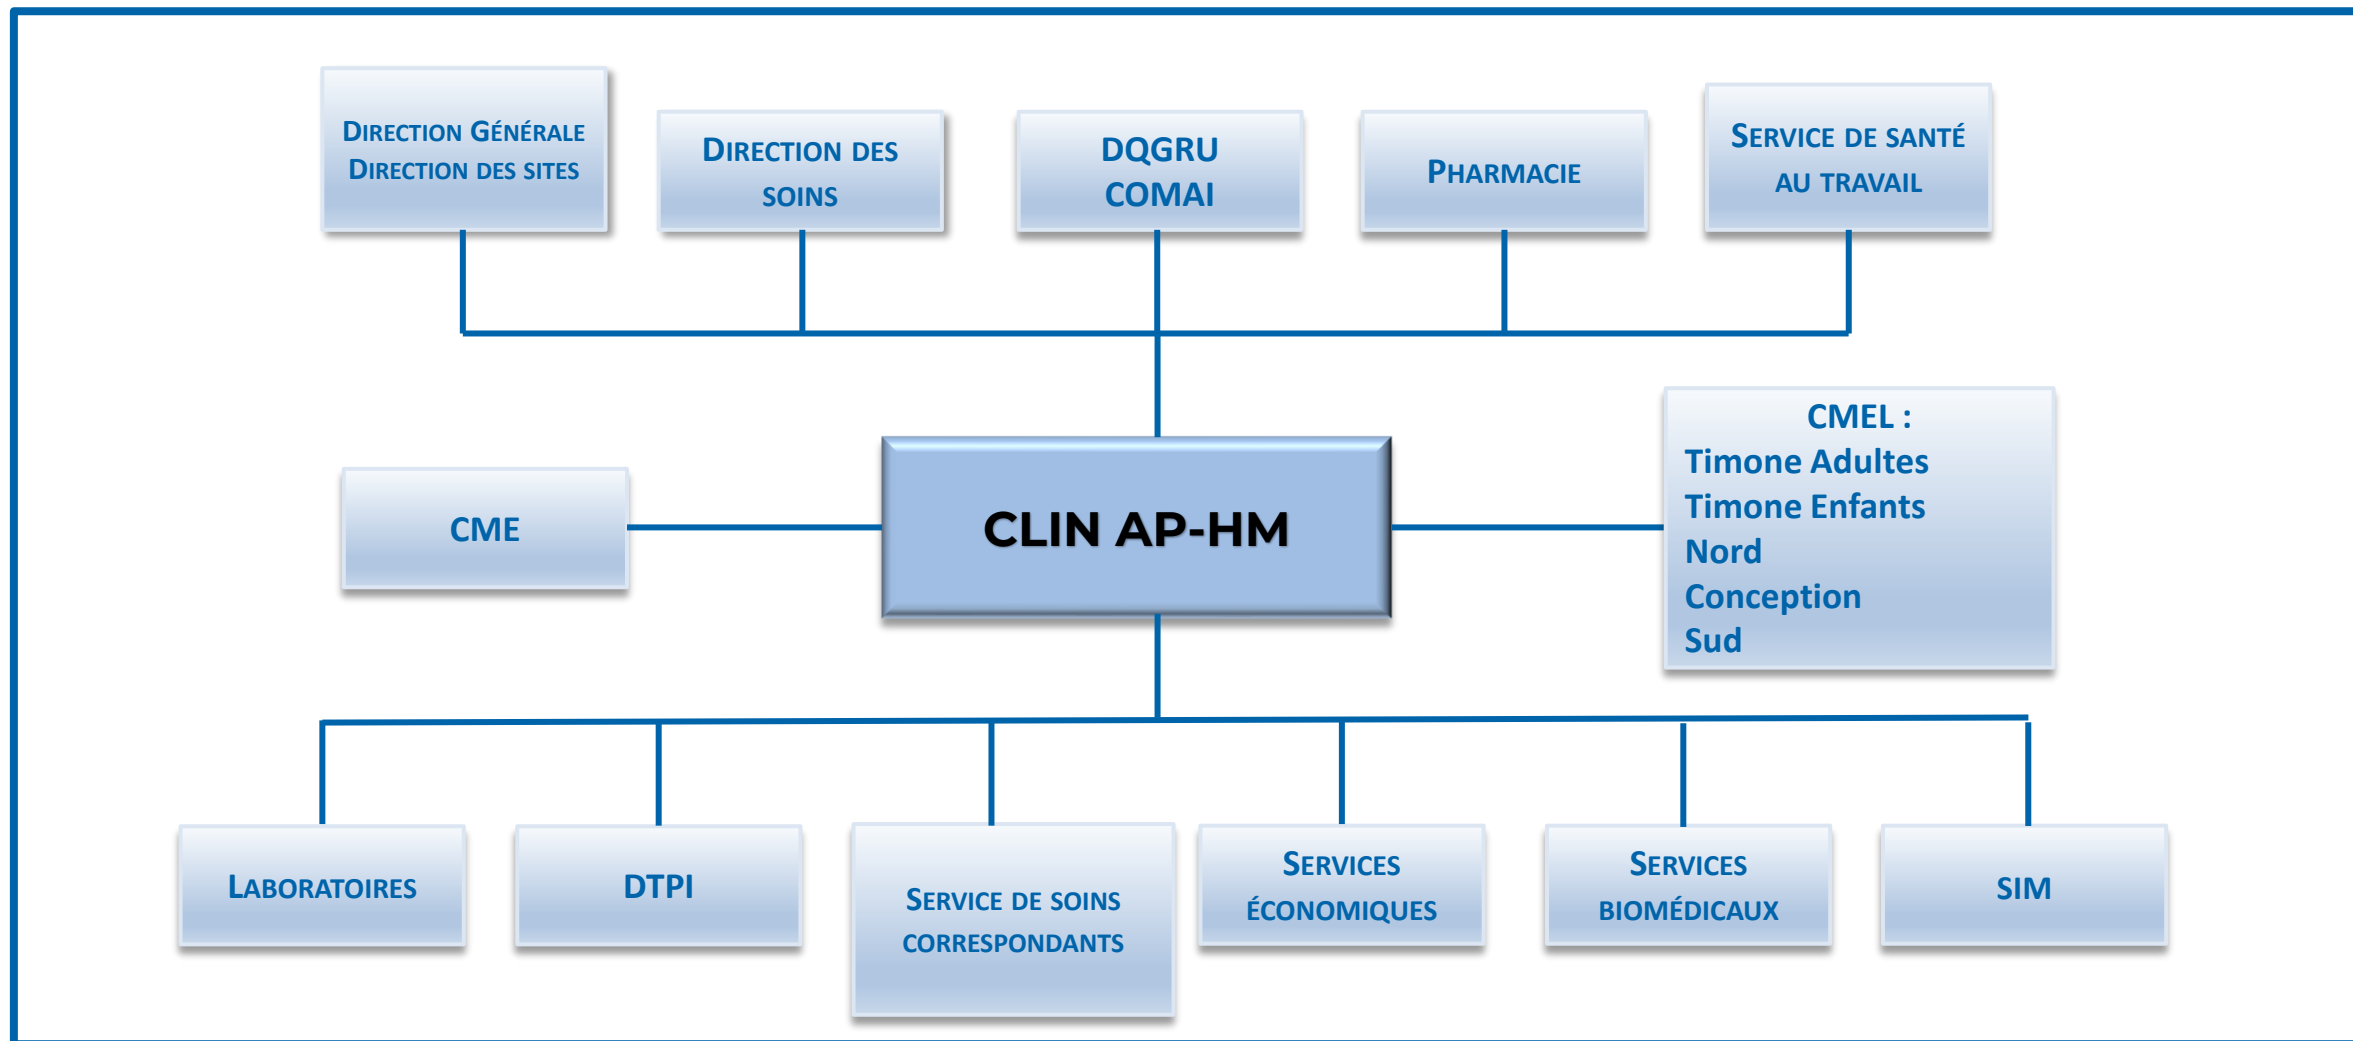 Direction Générale
Direction des sites
Direction des
soins
DQGRU
COMAI
Pharmacie
Service de santé
au travail
CME
CLIN AP-HM
CMEL :
Timone Adultes
Timone Enfants
Nord
Conception
Sud
Laboratoires
DTPI
Service de soins
correspondants
Services
économiques
Services
biomédicaux
SIM